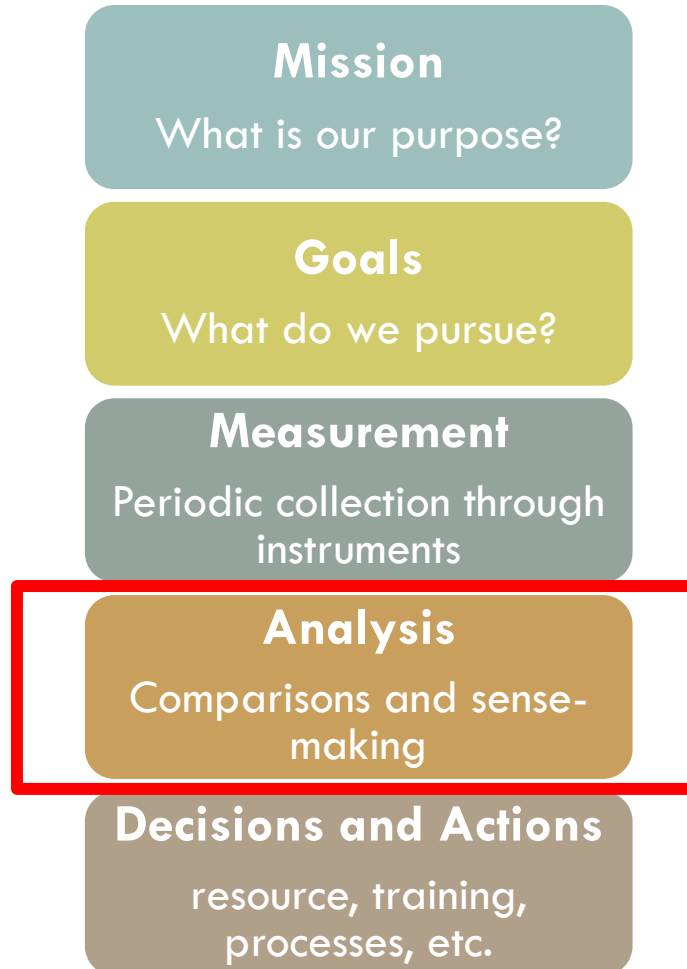 Mission
What is our purpose?
Goals
What do we pursue?
Measurement
Periodic collection through
instruments
Analysis
Comparisons and sense-
making
Decisions and Actions
resource, training,
processes, etc.